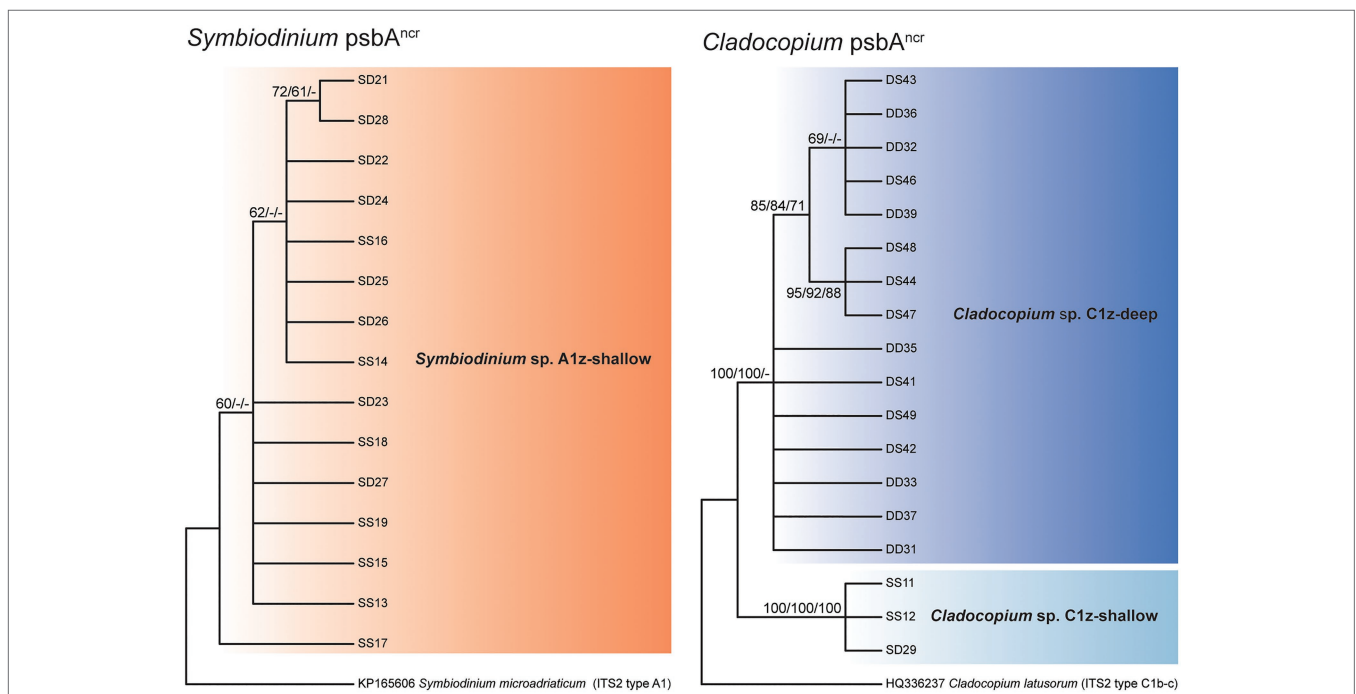 Symbiodinium psbAncr
72/61/-
SD21
SD28
SD22
SD24
62/-/-
SS16
SD25
SD26
SS14
Symbiodinium sp. A1z-shallow
60/-/-
SD23
SS18
SD27
SS19
SS15
SS13
SS17
KP165606 Symbiodinium microadriaticum (ITS2 type A1)
Cladocopium psbAncr
DS43
DD36
69/-/-
DD32
DS46
DD39
85/84/71
DS48
DS44
95/92/88
DS47
Cladocopium sp. C1z-deep
DD35
100/100/-
DS41
DS49
DS42
DD33
DD37
DD31
SS11
100/100/100
SS12
Cladocopium sp. C1z-shallow
SD29
HQ336237 Cladocopium latusorum (ITS2 type C1b-c)